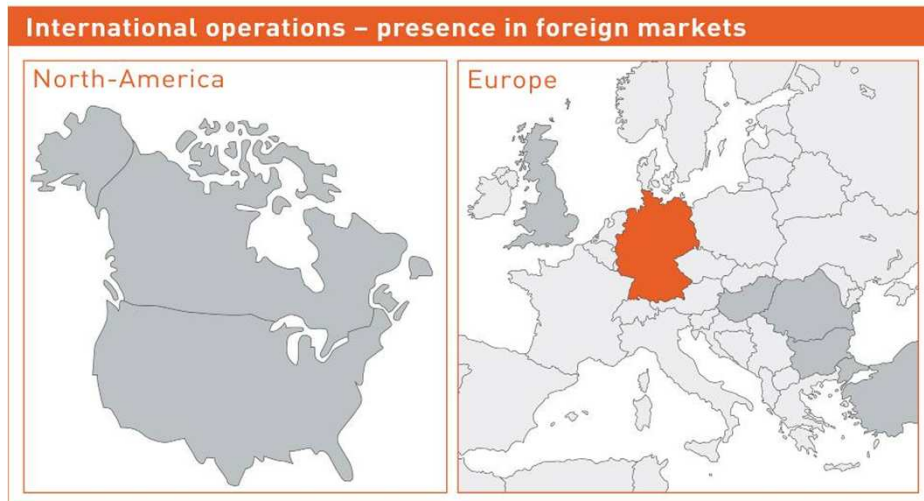 International operations – presence in foreign markets
North-America
Europe